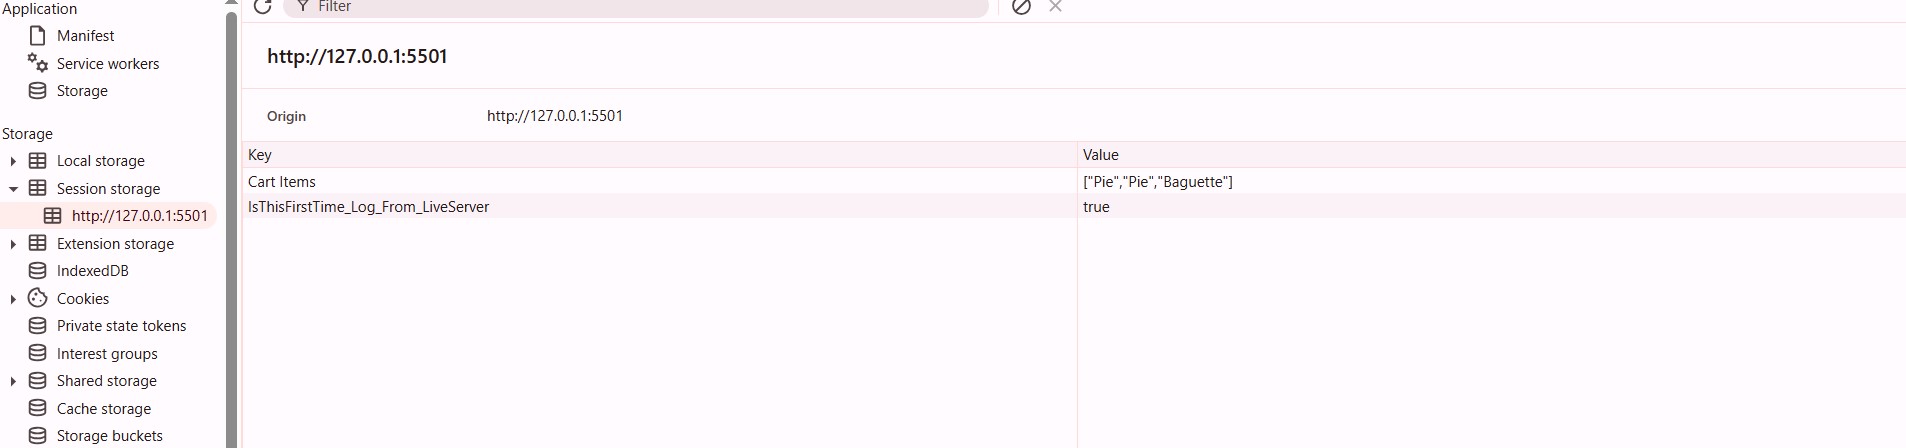 Application
Manifest
Service workers
Storage
Storage
Local storage
Session storage
http://127.0.0.1:5501
Extension storage
IndexedDB
Cookies
Private state tokens
Interest groups
Shared storage
Cache storage
Storage buckets
Filter
http://127.0.0.1:5501
Origin http://127.0.0.1:5501
Key Value
Cart Items ["Pie","Pie","Baguette"]
IsThisFirstTime_Log_From_LiveServer true